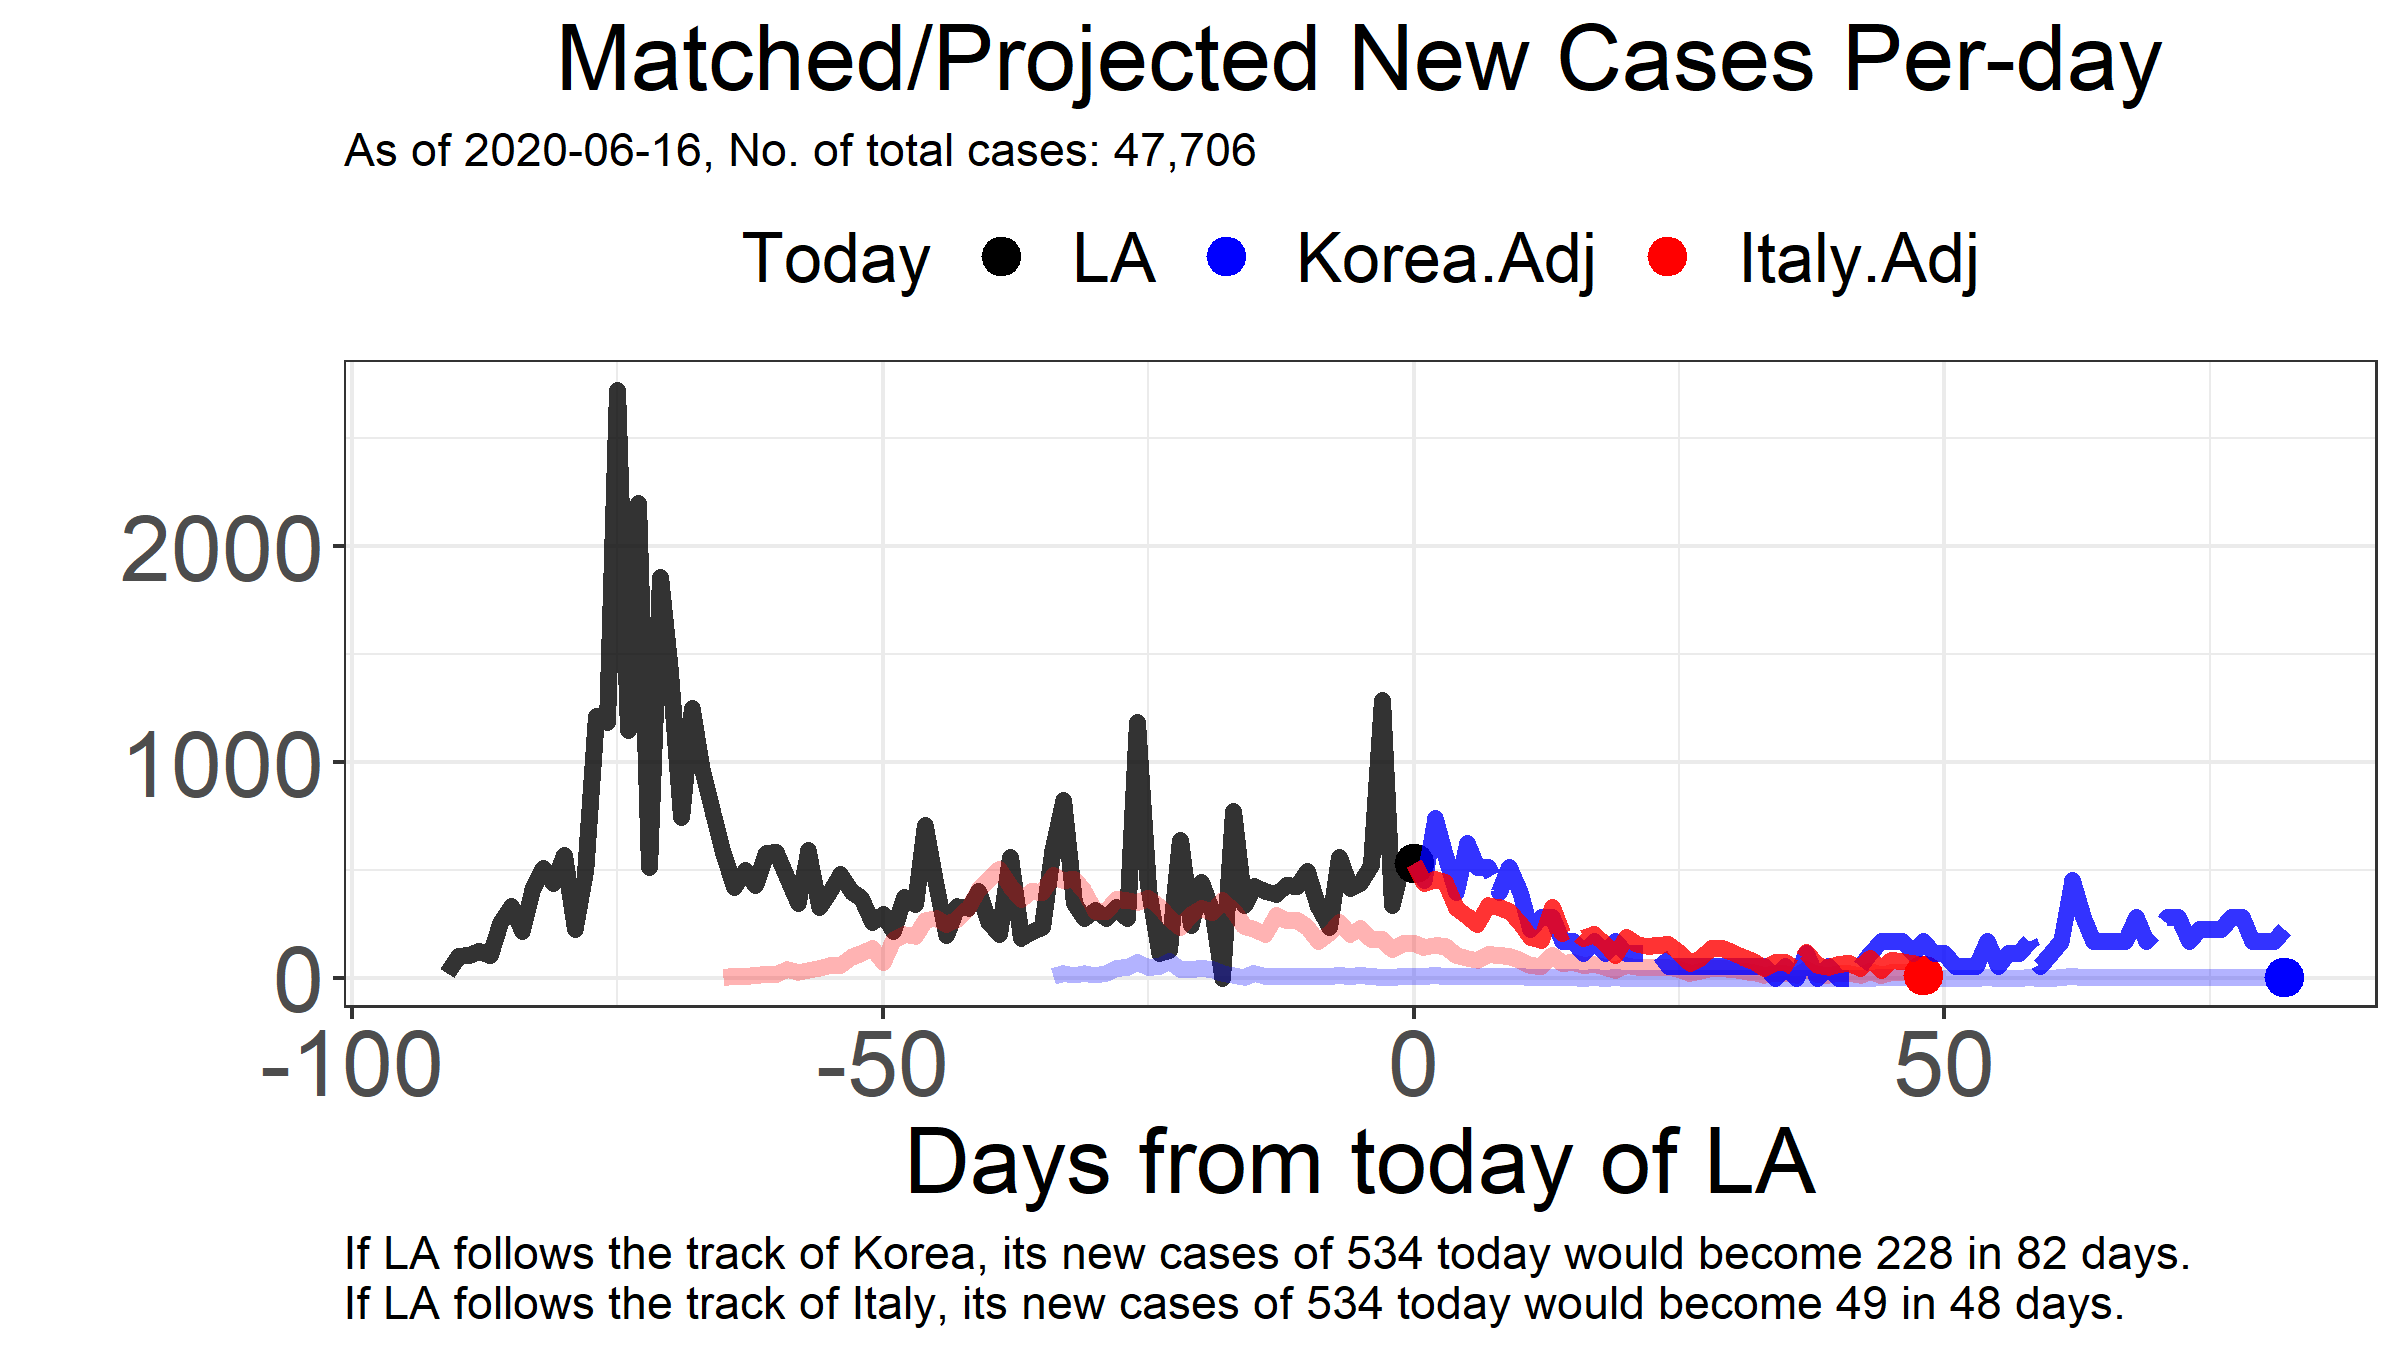 Matched/Projected New Cases Per-day
As of 2020-06-16, No. of total cases: 47,706
Today LA Korea.Adj Italy.Adj
2000
1000
0
-100 -50 0 50
Days from today of LA
If LA follows the track of Korea, its new cases of 534 today would become 228 in 82 days.
If LA follows the track of Italy, its new cases of 534 today would become 49 in 48 days.